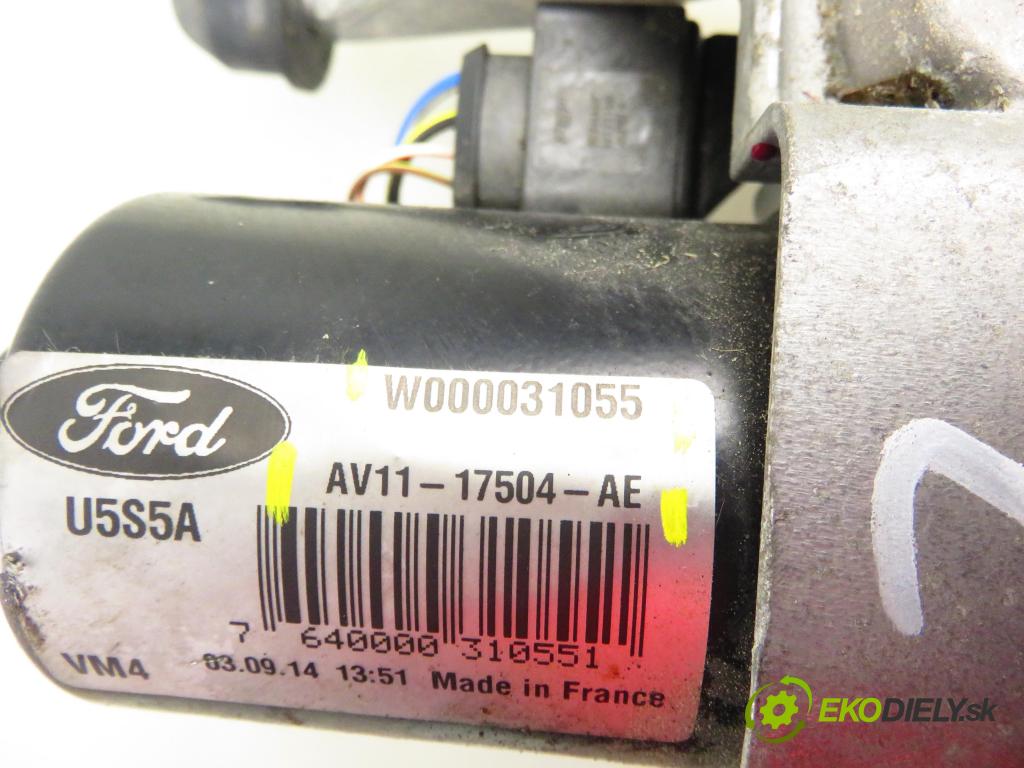 Ford
W000031055
AV11-17504-AE
U5S5A
7 640000 310551
VM4 03.09.14 13:51 Made in France
EKODIELY.sk